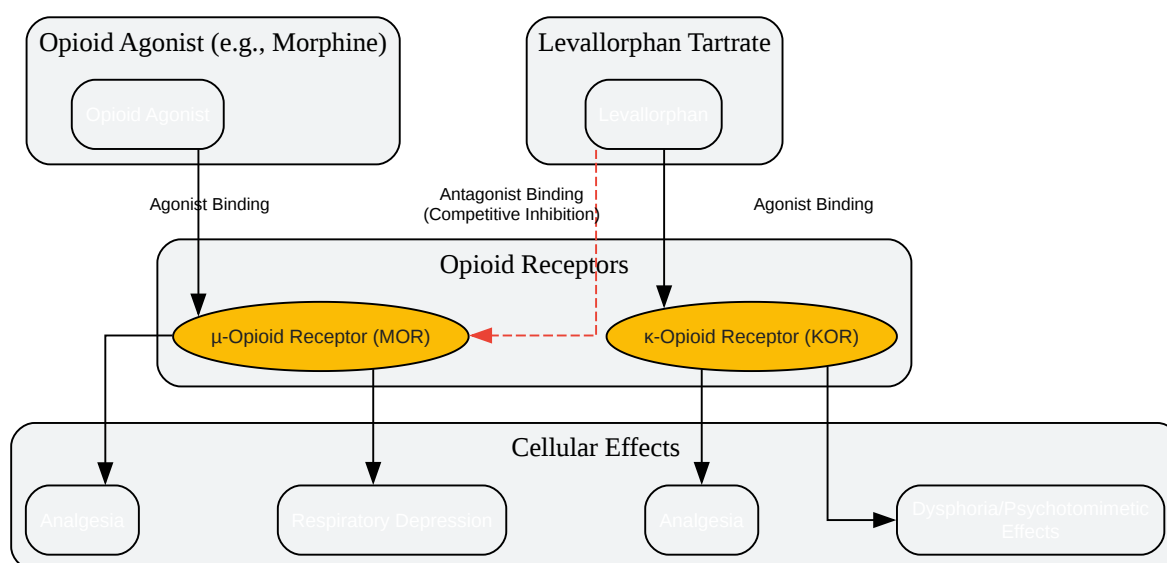 Opioid Agonist (e.g., Morphine)
Levallorphan Tartrate
Opioid Agonist
Levallorphan
Agonist Binding
Antagonist Binding
(Competitive Inhibition)
Agonist Binding
Opioid Receptors
μ-Opioid Receptor (MOR)
κ-Opioid Receptor (KOR)
Cellular Effects
Analgesia
Respiratory Depression
Analgesia
Dysphoria/Psychotomimetic
Effects